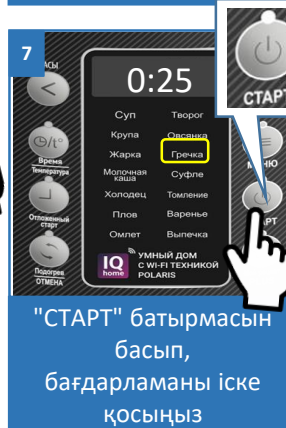 7
АСЫ
0:25
СТАРТ
Суп Творог
Крупа Овсянка
Жарка Гречка
Молочная каша Суфле
Холодец Томление
Плов Варенье
Омлет Выпечка
Время
Температура
МЕНЮ
Отложенный
старт
РТ
Подогрев
ОТМЕНА
IQ
home
УМНЫЙ ДОМ
С WI-FI ТЕХНИКОЙ
POLARIS
"СТАРТ" батырмасын
басып,
бағдарламаны іске
қосыңыз